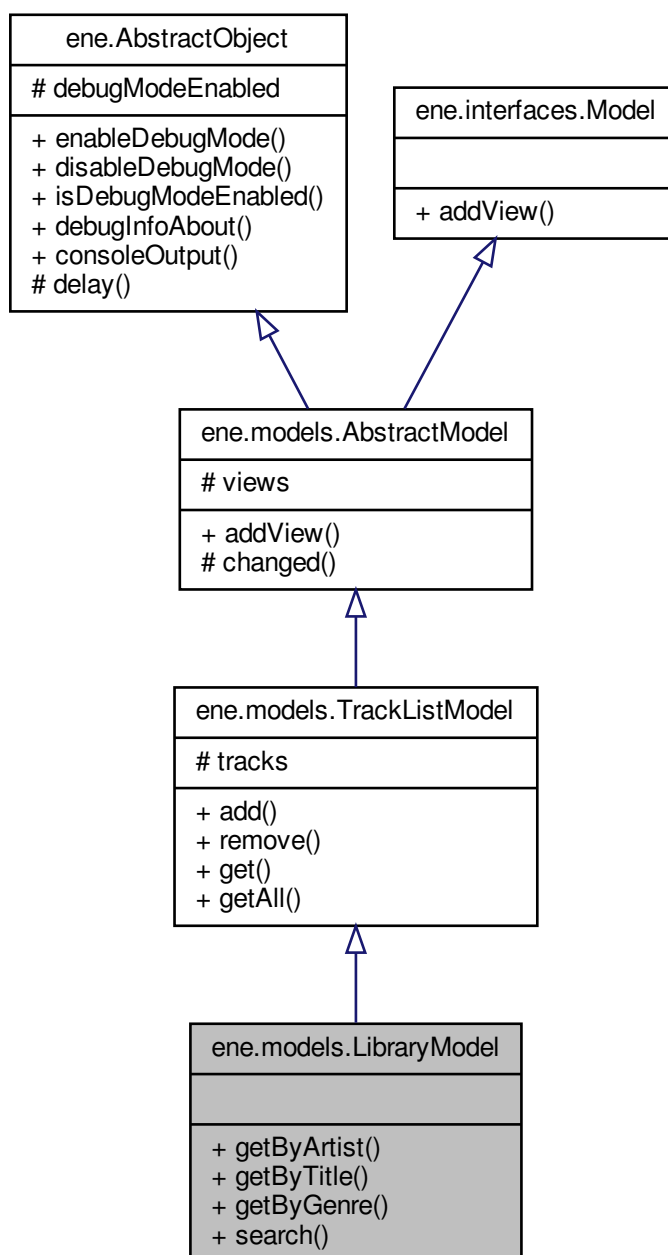 ene.AbstractObject
# debugModeEnabled
+ enableDebugMode()
+ disableDebugMode()
+ isDebugModeEnabled()
+ debugInfoAbout()
+ consoleOutput()
# delay()
ene.interfaces.Model
+ addView()
ene.models.AbstractModel
# views
+ addView()
# changed()
ene.models.TrackListModel
# tracks
+ add()
+ remove()
+ get()
+ getAll()
ene.models.LibraryModel
+ getByArtist()
+ getByTitle()
+ getByGenre()
+ search()